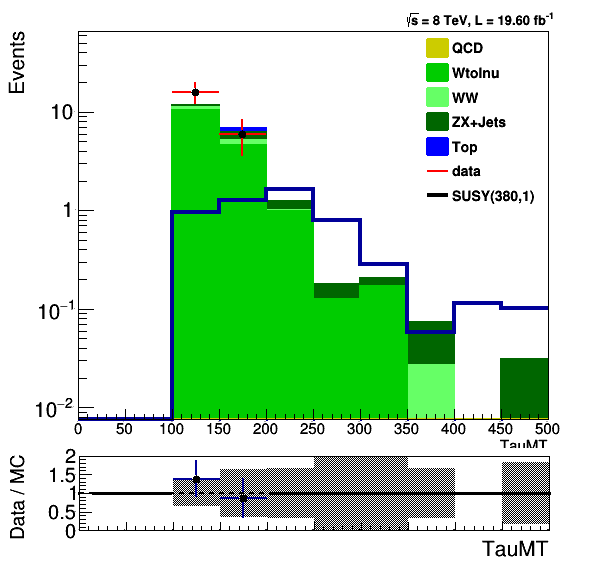 √s = 8 TeV, L = 19.60 fb⁻¹
Events
QCD
Wtolnu
WW
ZX+Jets
Top
data
SUSY(380,1)
10
1
10⁻¹
10⁻²
0 50 100 150 200 250 300 350 400 450 500
TauMT
Data / MC
2
1.5
1
0.5
0
TauMT